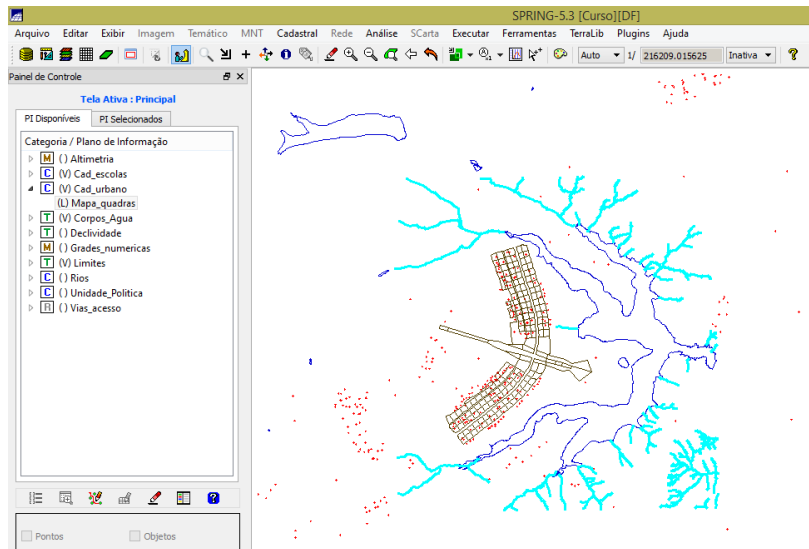 SPRING-5.3 [Curso][DF]
Arquivo Editar Exibir Imagem Temático MNT Cadastral Rede Análise SCarta Executar Ferramentas TerraLib Plugins Ajuda
Auto 1/ 216209.015625 Inativa
Painel de Controle
Tela Ativa : Principal
PI Disponíveis PI Selecionados
Categoria / Plano de Informação
M () Altimetria
C (V) Cad_escolas
C (V) Cad_urbano
(L) Mapa_quadras
T (V) Corpos_Agua
T () Declividade
M () Grades_numericas
T (V) Limites
C () Rios
C () Unidade_Politica
R () Vias_acesso
Pontos Objetos